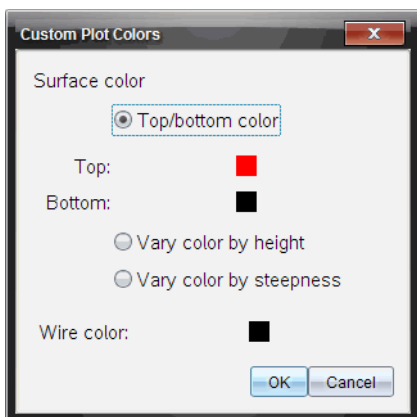 Custom Plot Colors
Surface color
Top/bottom color
Top:
Bottom:
Vary color by height
Vary color by steepness
Wire color:
OK Cancel